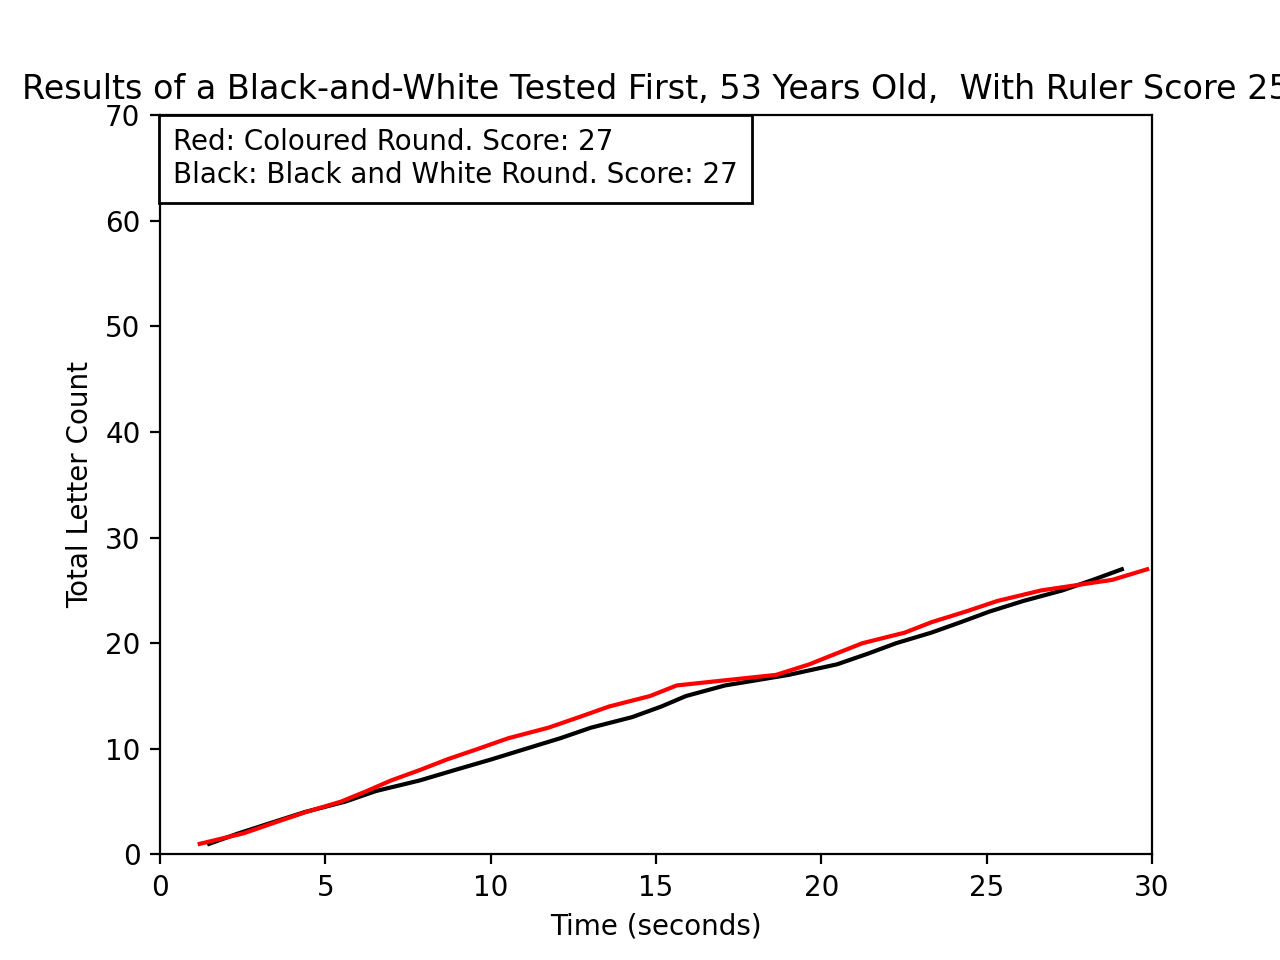 Results of a Black-and-White Tested First, 53 Years Old,  With Ruler Score 25
Red: Coloured Round. Score: 27
Black: Black and White Round. Score: 27
70
60
50
40
30
20
10
0
Total Letter Count
0 5 10 15 20 25 30
Time (seconds)